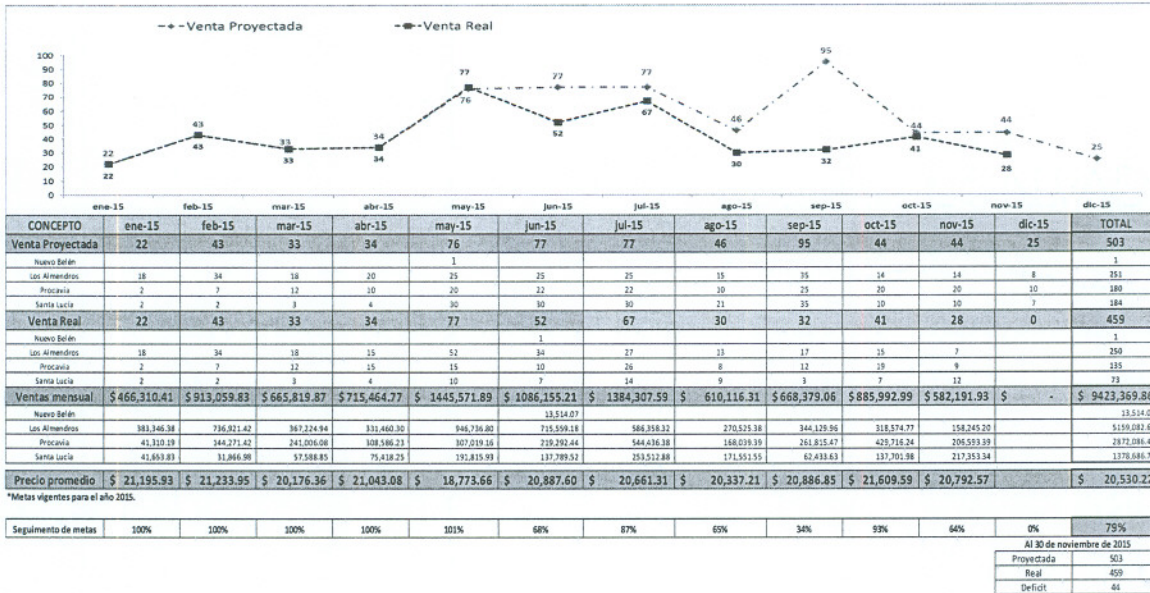 Venta Proyectada Venta Real
77 77 77 95
100
90
80
70
60
50
40
30
20
10
0
22 43 33 34 76 46 44 44 25
22 43 33 34 52 67 30 32 41 28
ene-15 feb-15 mar-15 abr-15 may-15 jun-15 jul-15 ago-15 sep-15 oct-15 nov-15 dic-15
CONCEPTO ene-15 feb-15 mar-15 abr-15 may-15 jun-15 jul-15 ago-15 sep-15 oct-15 nov-15 dic-15 TOTAL
Venta Proyectada 22 43 33 34 76 77 77 46 95 44 44 25 503
Nuevo Belén 1 1
Los Almendros 18 34 18 20 25 25 25 15 35 14 14 8 251
Procavia 2 7 12 10 20 22 22 10 25 20 20 10 180
Santa Lucía 2 2 3 4 30 30 30 21 35 10 10 7 184
Venta Real 22 43 33 34 77 52 67 30 32 41 28 0 459
Nuevo Belén 1 1
Los Almendros 18 34 18 15 52 34 27 13 17 15 7 250
Procavia 2 7 12 15 15 10 26 8 12 19 9 135
Santa Lucía 2 2 3 4 10 7 14 9 3 7 12 73
Ventas mensual $466,310.41 $913,059.83 $665,819.87 $715,464.77 $ 1445,571.89 $ 1086,155.21 $ 1384,307.59 $ 610,116.31 $668,379.06 $885,992.99 $582,191.93 $ - $ 9423,369.86
Nuevo Belén 13,514.07 13,514.0
Los Almendros 383,346.38 736,921.42 367,224.94 331,460.30 946,736.80 715,559.18 586,358.32 270,525.38 344,129.96 318,574.77 158,245.20 5159,082.6
Procavia 41,310.19 144,271.42 241,006.08 308,586.23 307,019.16 219,292.44 544,436.38 168,039.39 261,815.47 429,716.24 206,593.39 2872,086.4
Santa Lucía 41,653.83 31,866.98 57,588.85 75,418.25 191,815.93 137,789.52 253,512.88 171,551.55 62,433.63 137,701.98 217,353.34 1378,686.7
Precio promedio $ 21,195.93 $ 21,233.95 $ 20,176.36 $ 21,043.08 $ 18,773.66 $ 20,887.60 $ 20,661.31 $ 20,337.21 $ 20,886.85 $ 21,609.59 $ 20,792.57 $ 20,530.22
*Metas vigentes para el año 2015.
Seguimento de metas 100% 100% 100% 100% 101% 68% 87% 65% 34% 93% 64% 0% 79%
Al 30 de noviembre de 2015
Proyectada 503
Real 459
Deficit 44